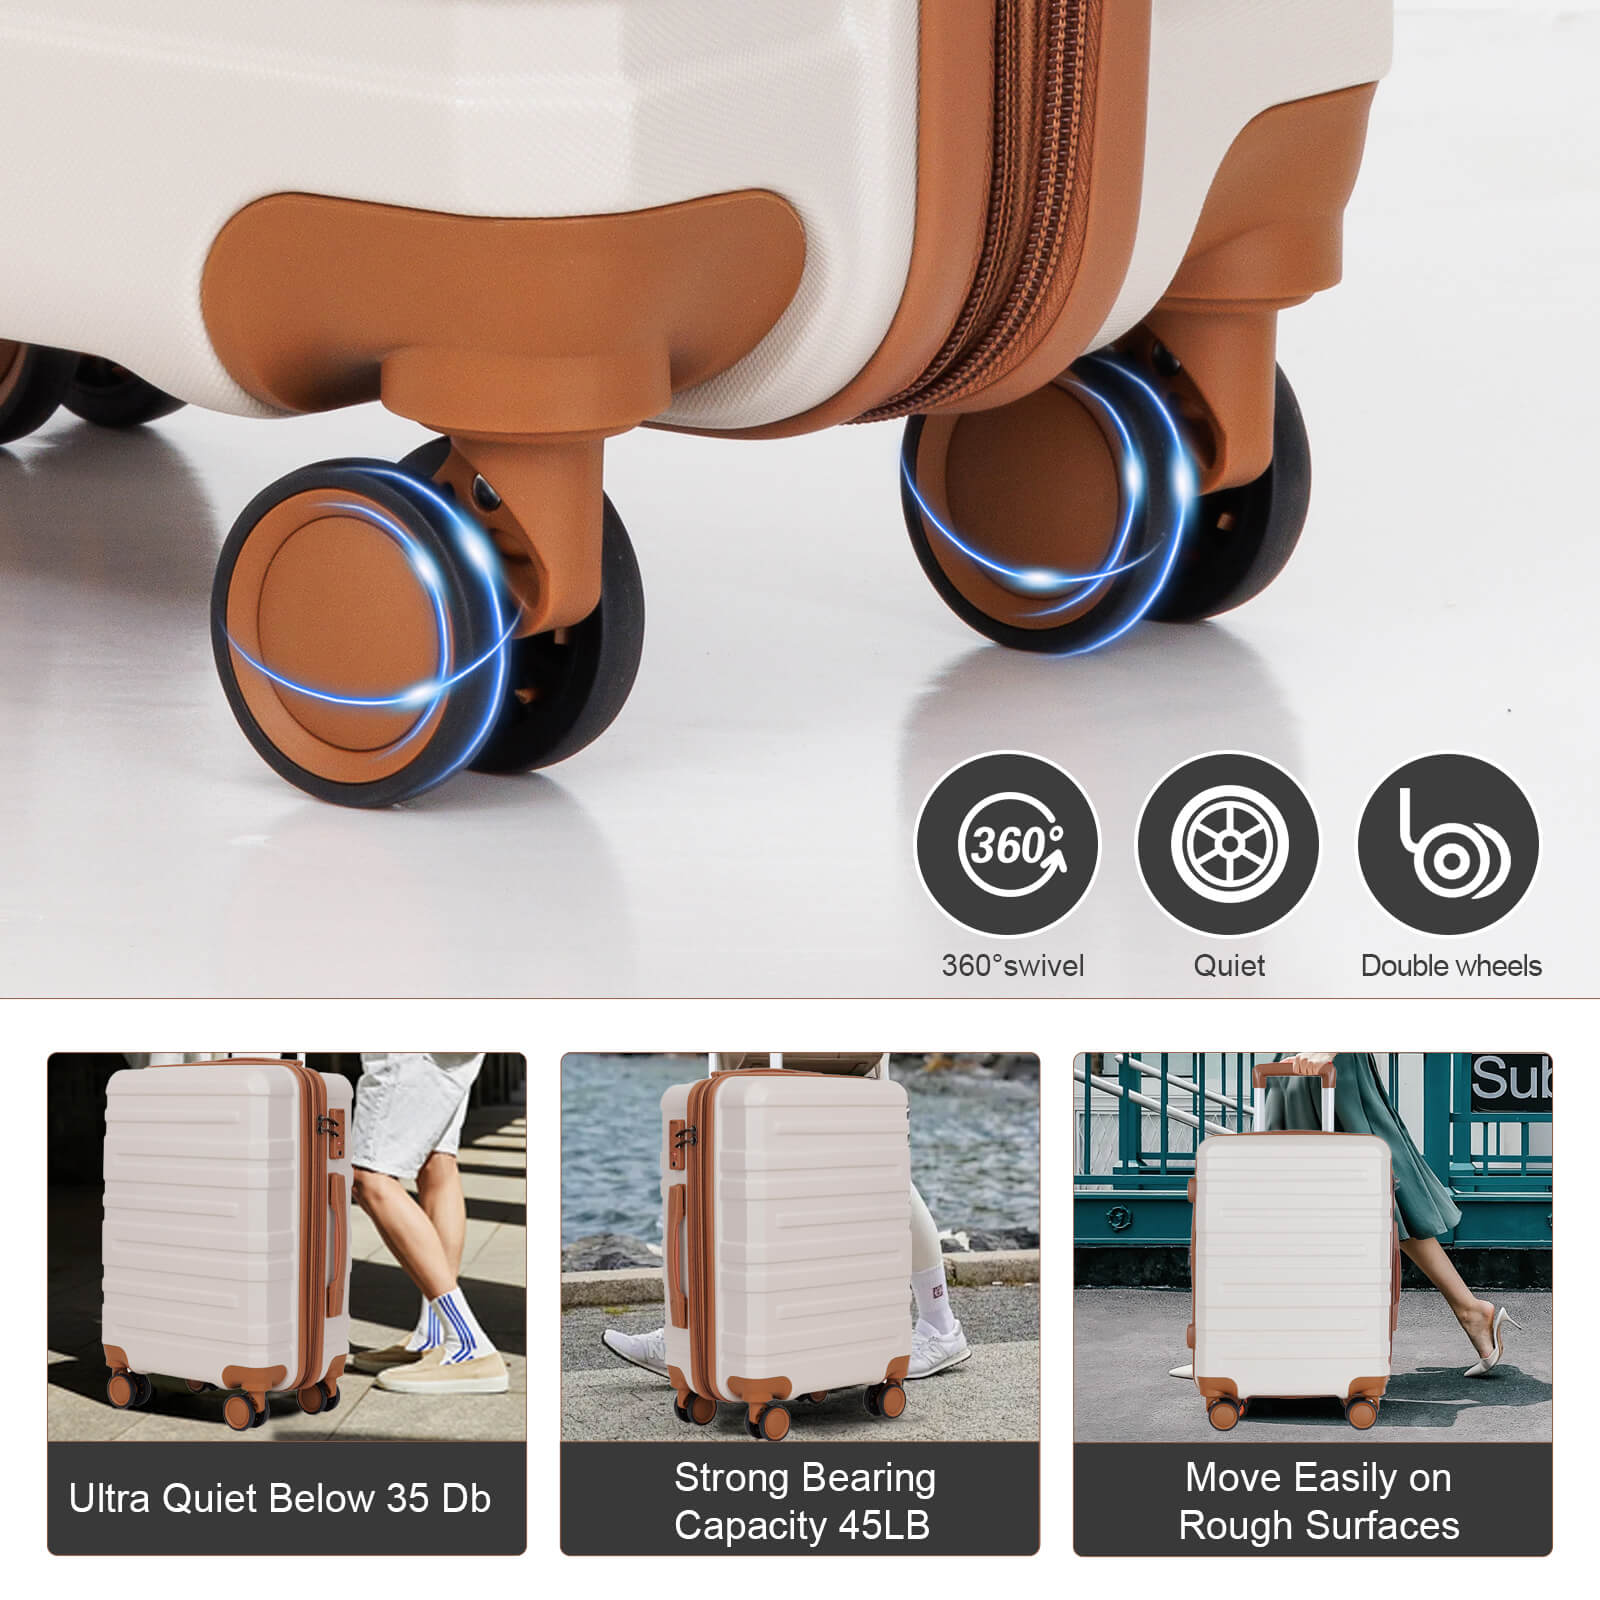 360°
360°swivel
Quiet
Double wheels
Sub
Ultra Quiet Below 35 Db
Strong Bearing
Capacity 45LB
Move Easily on
Rough Surfaces